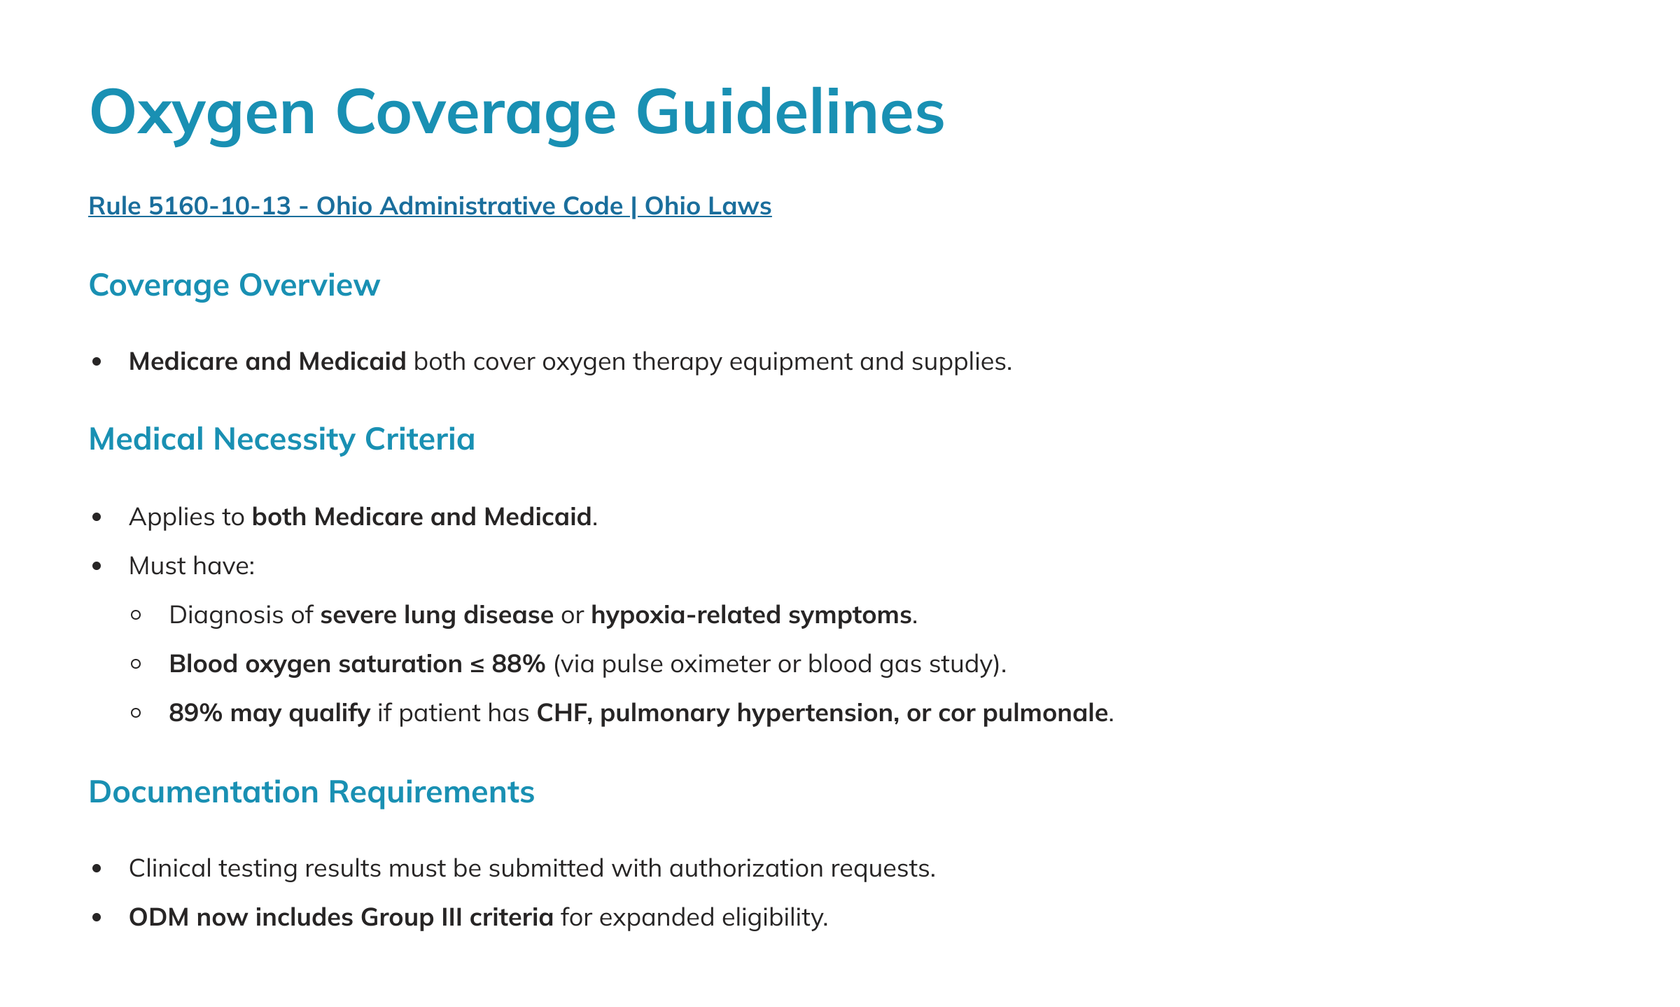 Oxygen Coverage Guidelines
Rule 5160-10-13 - Ohio Administrative Code | Ohio Laws
Coverage Overview
• Medicare and Medicaid both cover oxygen therapy equipment and supplies.
Medical Necessity Criteria
• Applies to both Medicare and Medicaid.
• Must have:
○ Diagnosis of severe lung disease or hypoxia-related symptoms.
○ Blood oxygen saturation ≤ 88% (via pulse oximeter or blood gas study).
○ 89% may qualify if patient has CHF, pulmonary hypertension, or cor pulmonale.
Documentation Requirements
• Clinical testing results must be submitted with authorization requests.
• ODM now includes Group III criteria for expanded eligibility.